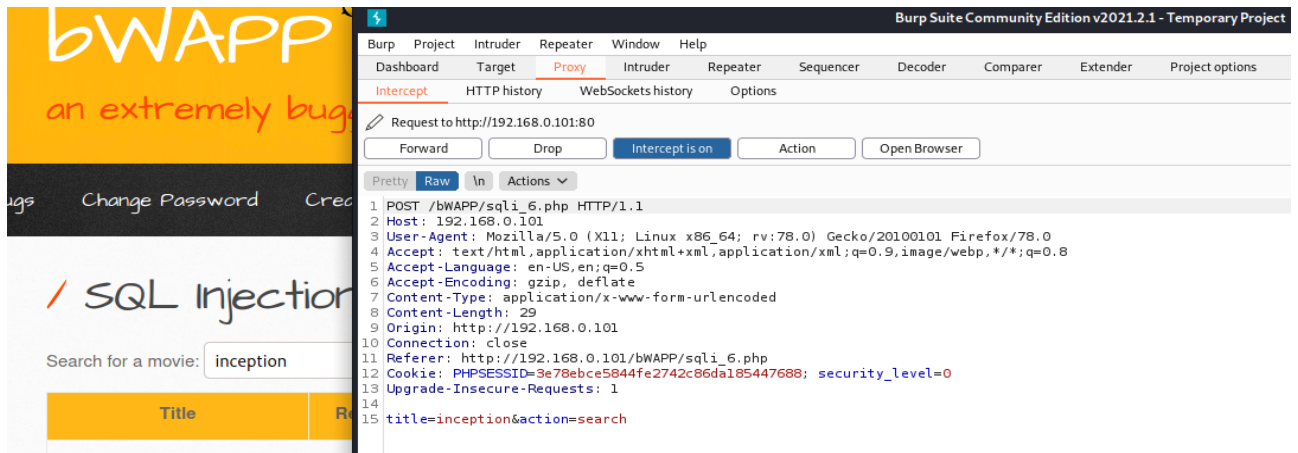 bWAPP
an extremely bugg
ugs Change Password Crea
/ SQL Injection
Search for a movie: inception
Title Re
Burp Suite Community Edition v2021.2.1 - Temporary Project
Burp Project Intruder Repeater Window Help
Dashboard Target Proxy Intruder Repeater Sequencer Decoder Comparer Extender Project options
Intercept HTTP history WebSockets history Options
Request to http://192.168.0.101:80
Forward Drop Intercept is on Action Open Browser
Pretty Raw \n Actions
1 POST /bWAPP/sqli_6.php HTTP/1.1
2 Host: 192.168.0.101
3 User-Agent: Mozilla/5.0 (X11; Linux x86_64; rv:78.0) Gecko/20100101 Firefox/78.0
4 Accept: text/html,application/xhtml+xml,application/xml;q=0.9,image/webp,*/*;q=0.8
5 Accept-Language: en-US,en;q=0.5
6 Accept-Encoding: gzip, deflate
7 Content-Type: application/x-www-form-urlencoded
8 Content-Length: 29
9 Origin: http://192.168.0.101
10 Connection: close
11 Referer: http://192.168.0.101/bWAPP/sqli_6.php
12 Cookie: PHPSESSID=3e78ebce5844fe2742c86da185447688; security_level=0
13 Upgrade-Insecure-Requests: 1
14
15 title=inception&action=search